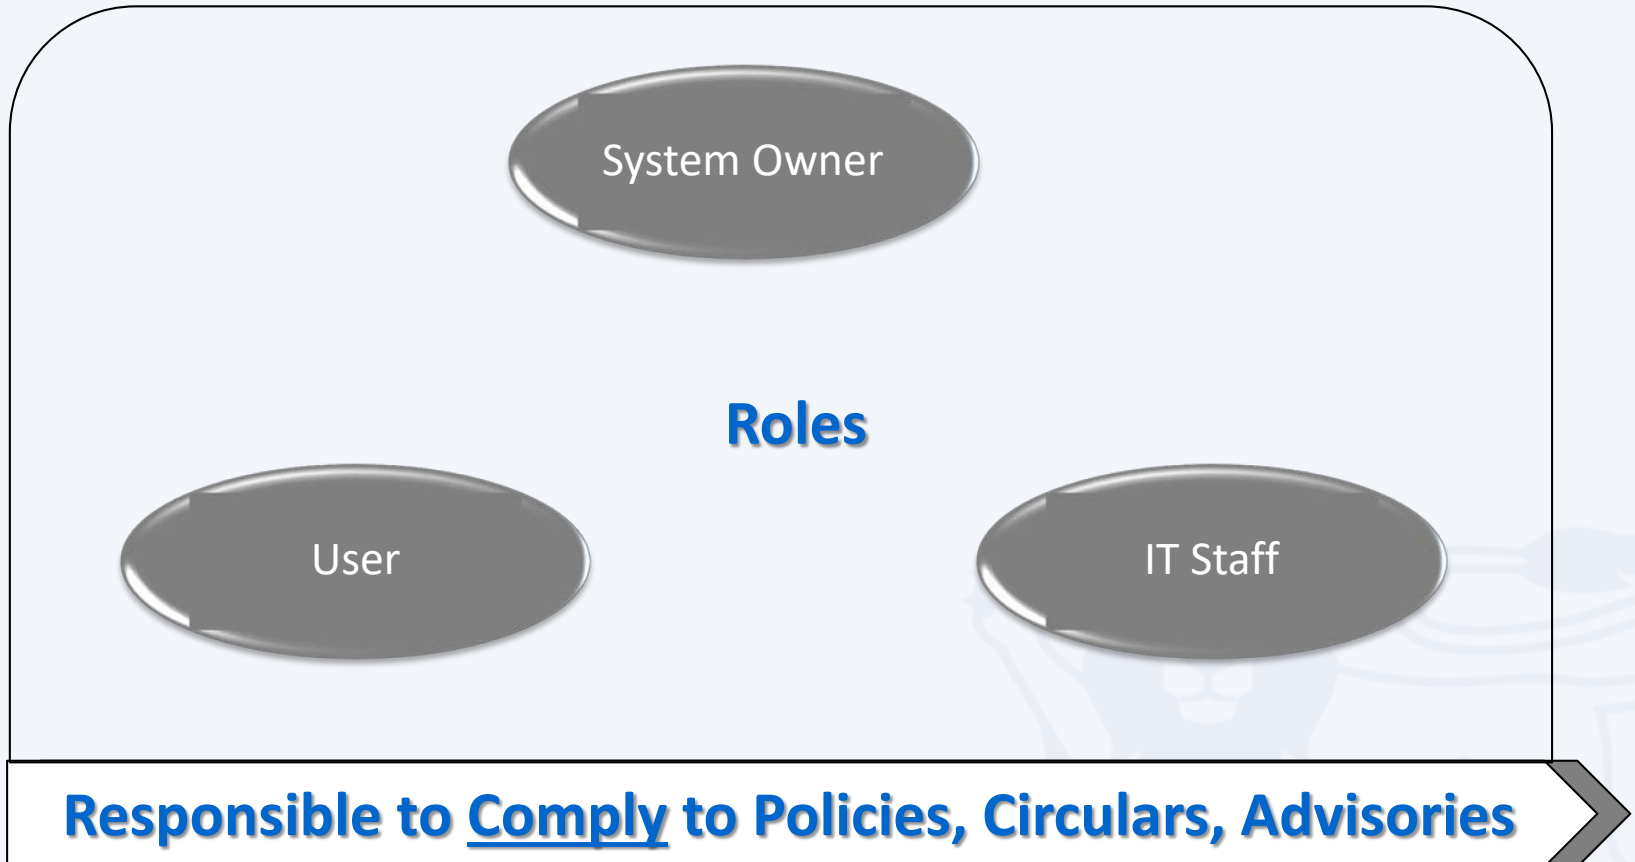 System Owner
Roles
User
IT Staff
Responsible to Comply to Policies, Circulars, Advisories